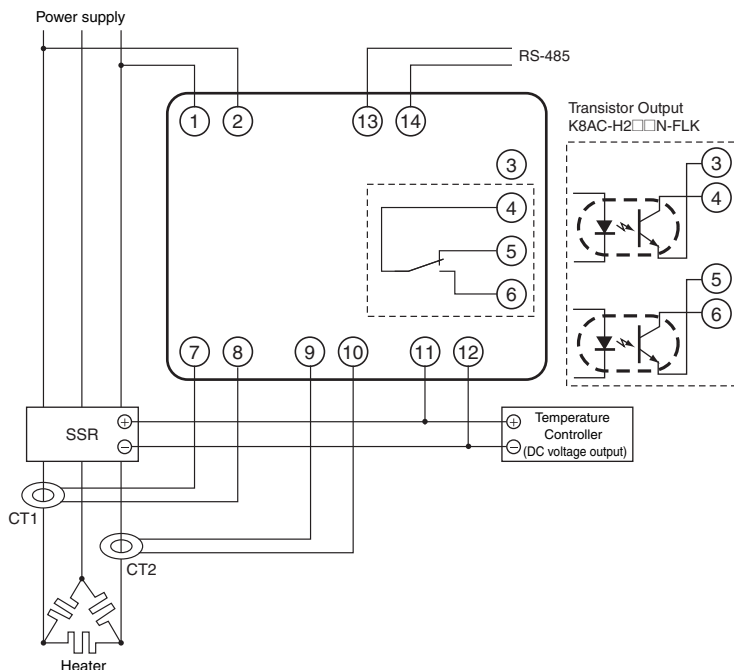 Power supply
RS-485
1
2
13
14
Transistor Output
K8AC-H2□□N-FLK
3
4
5
6
3
4
5
6
7
8
9
10
11
12
SSR
+
−
+
−
Temperature
Controller
(DC voltage output)
CT1
CT2
Heater